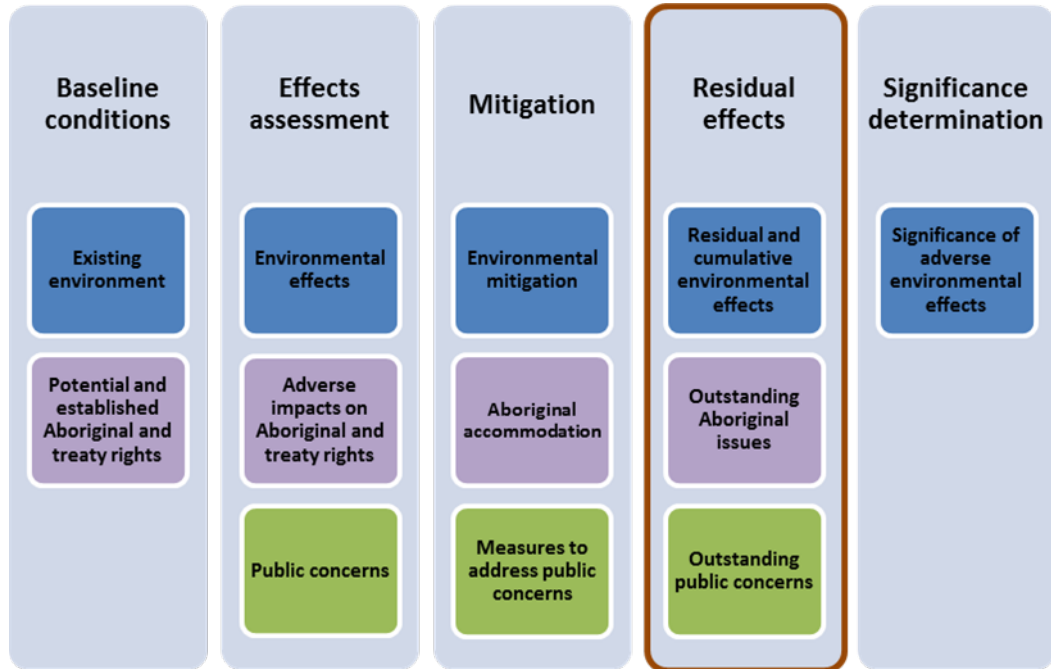 Baseline
conditions
Existing
environment
Potential and
established
Aboriginal and
treaty rights
Effects
assessment
Environmental
effects
Adverse
impacts on
Aboriginal and
treaty rights
Public concerns
Mitigation
Environmental
mitigation
Aboriginal
accommodation
Measures to
address public
concerns
Residual
effects
Residual and
cumulative
environmental
effects
Outstanding
Aboriginal
issues
Outstanding
public concerns
Significance
determination
Significance of
adverse
environmental
effects